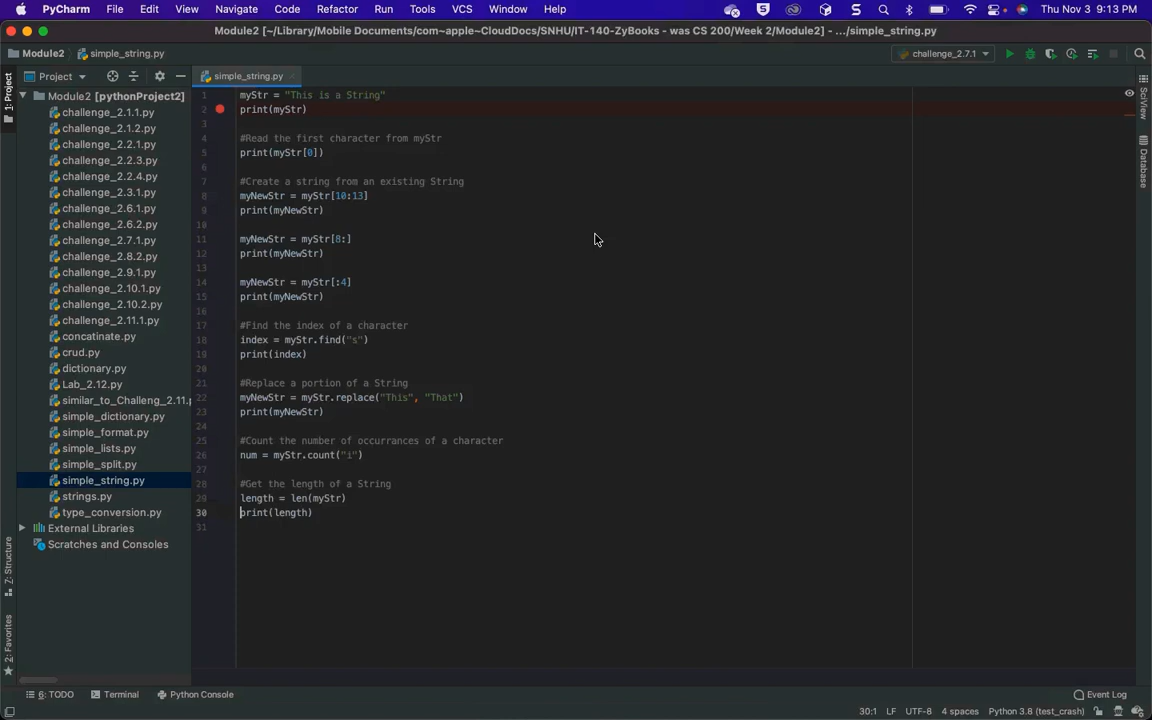 PyCharm File Edit View Navigate Code Refactor Run Tools VCS Window Help Thu Nov 3 9:13 PM
Module2 [~/Library/Mobile Documents/com~apple~CloudDocs/SNHU/IT-140-ZyBooks - was CS 200/Week 2/Module2] - .../simple_string.py
Module2 simple_string.py challenge_2.7.1
Project simple_string.py
1: Project
SciView
Database
Z: Structure
2: Favorites
Module2 [pythonProject2]
challenge_2.1.1.py
challenge_2.1.2.py
challenge_2.2.1.py
challenge_2.2.3.py
challenge_2.2.4.py
challenge_2.3.1.py
challenge_2.6.1.py
challenge_2.6.2.py
challenge_2.7.1.py
challenge_2.8.2.py
challenge_2.9.1.py
challenge_2.10.1.py
challenge_2.10.2.py
challenge_2.11.1.py
concatinate.py
crud.py
dictionary.py
Lab_2.12.py
similar_to_Challeng_2.11.
simple_dictionary.py
simple_format.py
simple_lists.py
simple_split.py
simple_string.py
strings.py
type_conversion.py
External Libraries
Scratches and Consoles
1 myStr = "This is a String"
2 print(myStr)
3
4 #Read the first character from myStr
5 print(myStr[0])
6
7 #Create a string from an existing String
8 myNewStr = myStr[10:13]
9 print(myNewStr)
10
11 myNewStr = myStr[8:]
12 print(myNewStr)
13
14 myNewStr = myStr[:4]
15 print(myNewStr)
16
17 #Find the index of a character
18 index = myStr.find("s")
19 print(index)
20
21 #Replace a portion of a String
22 myNewStr = myStr.replace("This", "That")
23 print(myNewStr)
24
25 #Count the number of occurrances of a character
26 num = myStr.count("i")
27
28 #Get the length of a String
29 length = len(myStr)
30 print(length)
31
6: TODO Terminal Python Console Event Log
30:1 LF UTF-8 4 spaces Python 3.8 (test_crash)